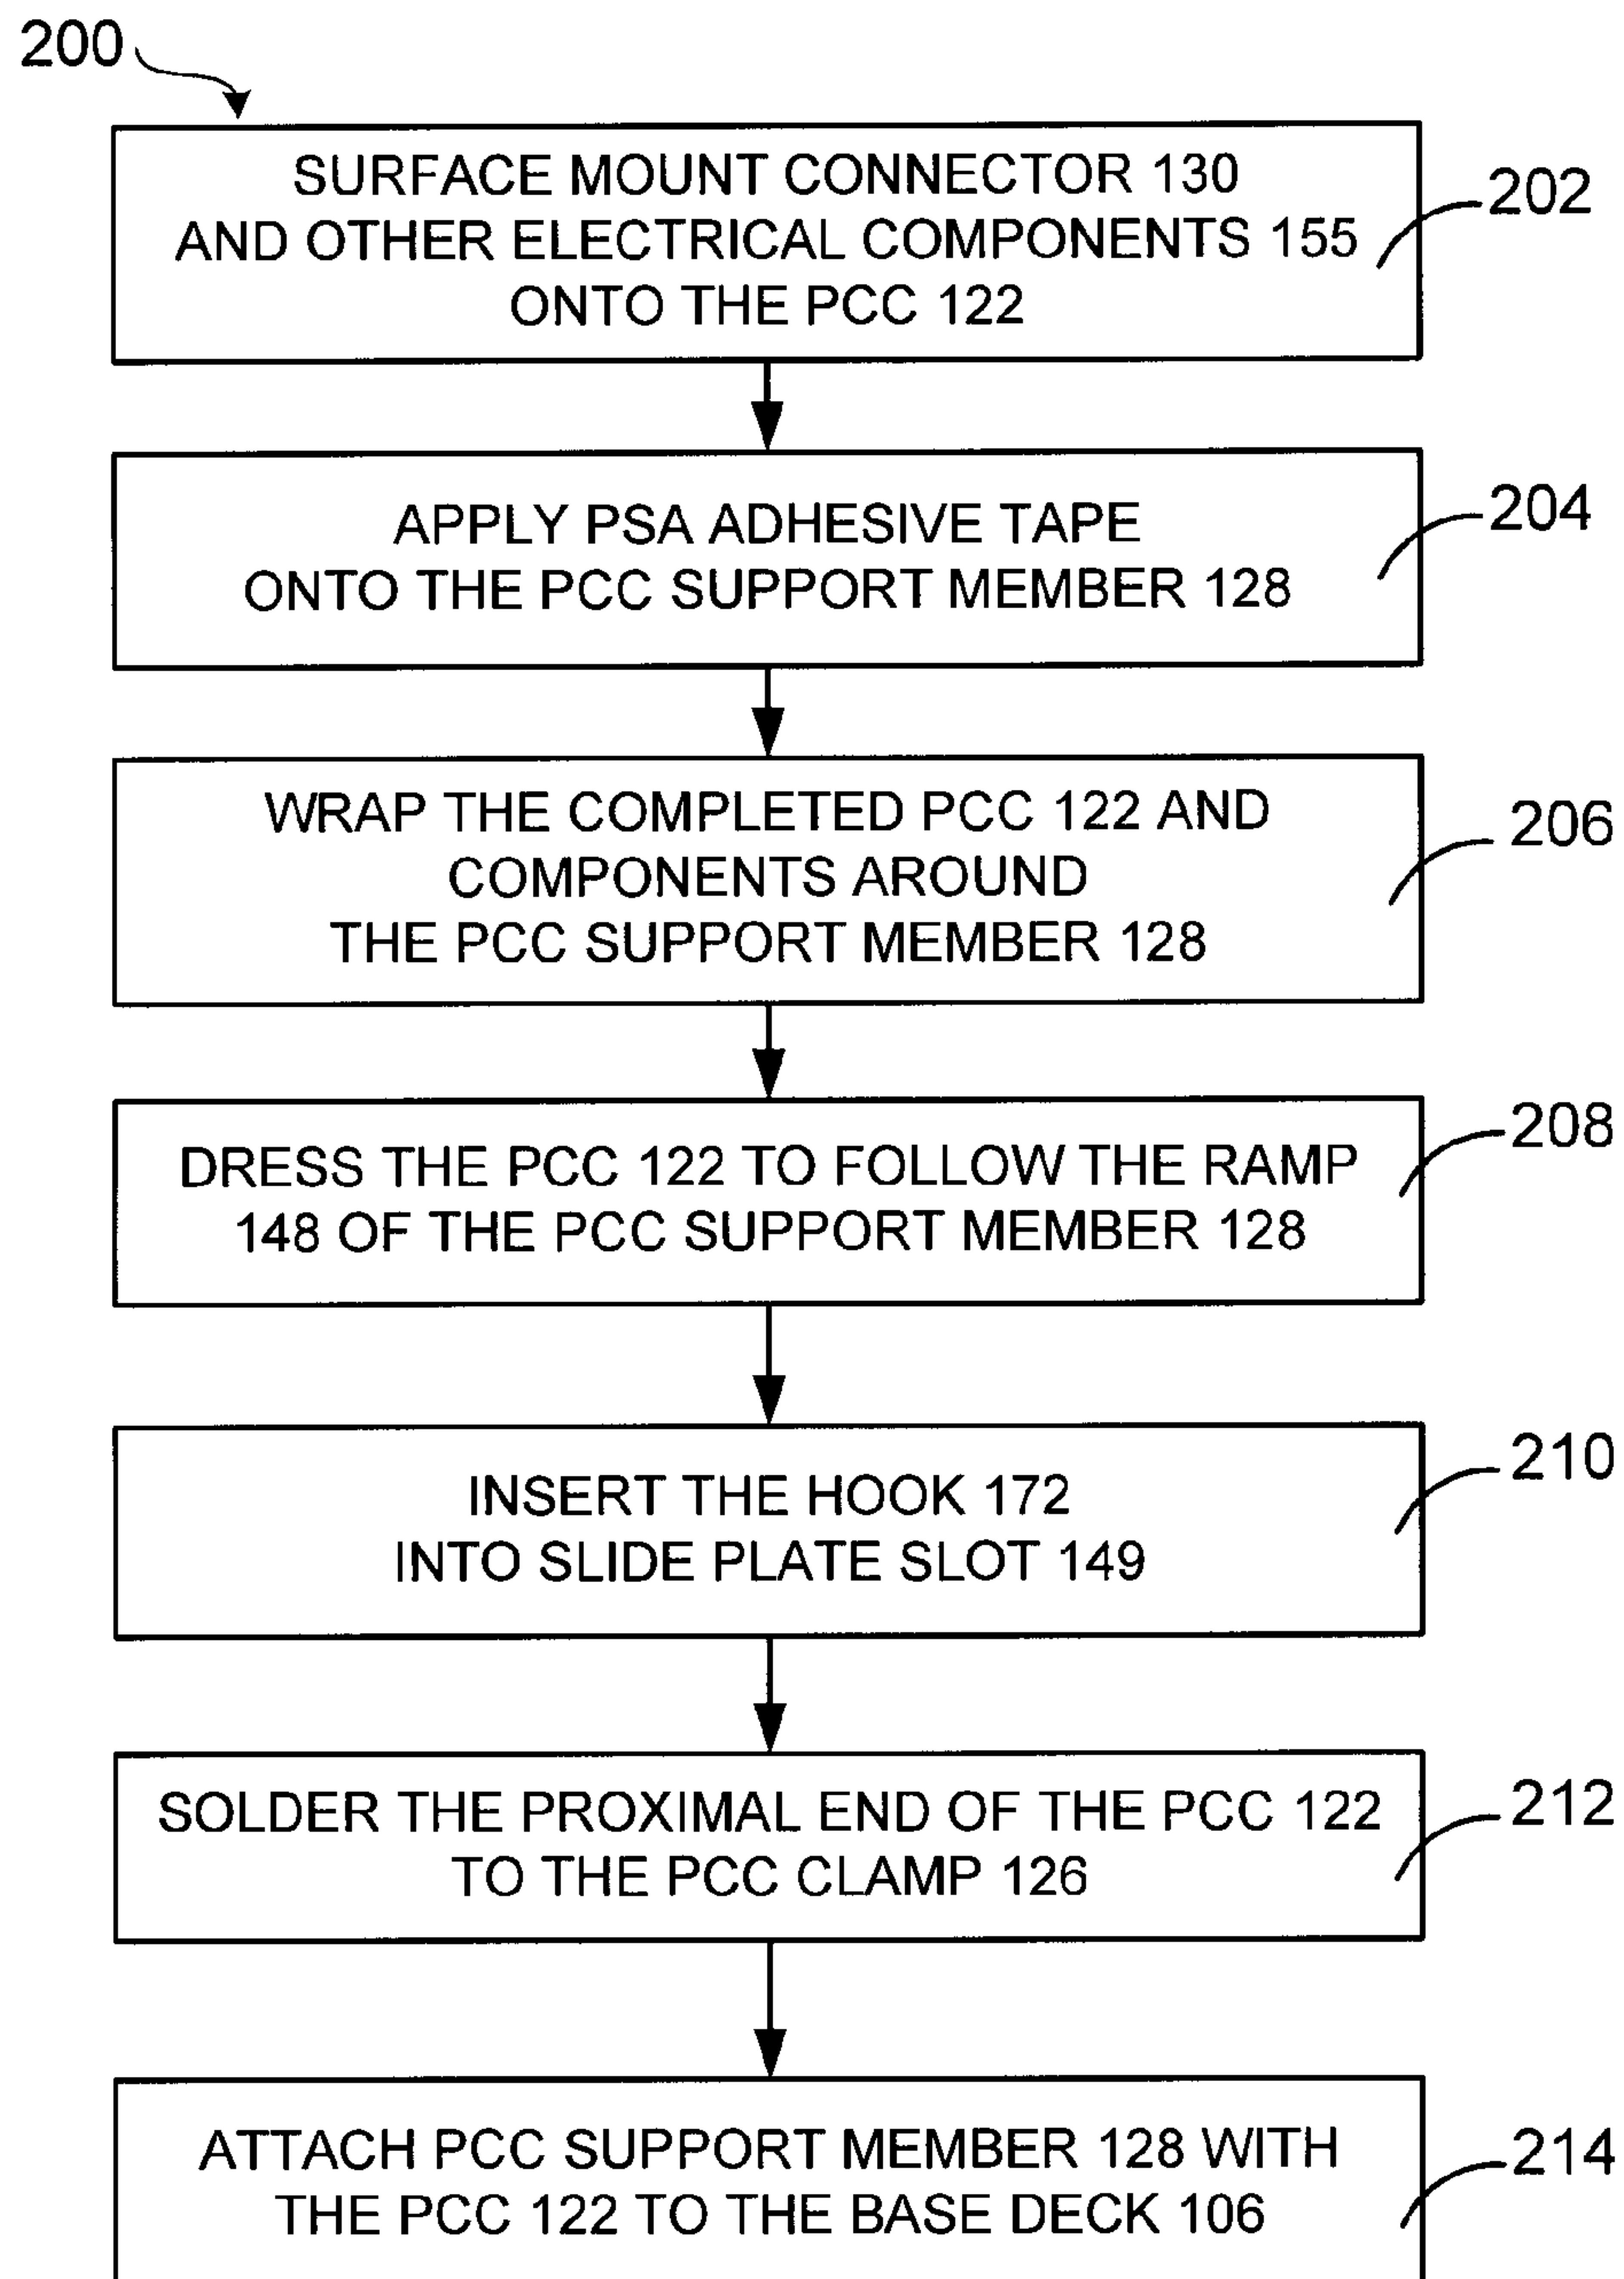 200
SURFACE MOUNT CONNECTOR 130
AND OTHER ELECTRICAL COMPONENTS 155
ONTO THE PCC 122
202
APPLY PSA ADHESIVE TAPE
ONTO THE PCC SUPPORT MEMBER 128
204
WRAP THE COMPLETED PCC 122 AND
COMPONENTS AROUND
THE PCC SUPPORT MEMBER 128
206
DRESS THE PCC 122 TO FOLLOW THE RAMP
148 OF THE PCC SUPPORT MEMBER 128
208
INSERT THE HOOK 172
INTO SLIDE PLATE SLOT 149
210
SOLDER THE PROXIMAL END OF THE PCC 122
TO THE PCC CLAMP 126
212
ATTACH PCC SUPPORT MEMBER 128 WITH
THE PCC 122 TO THE BASE DECK 106
214